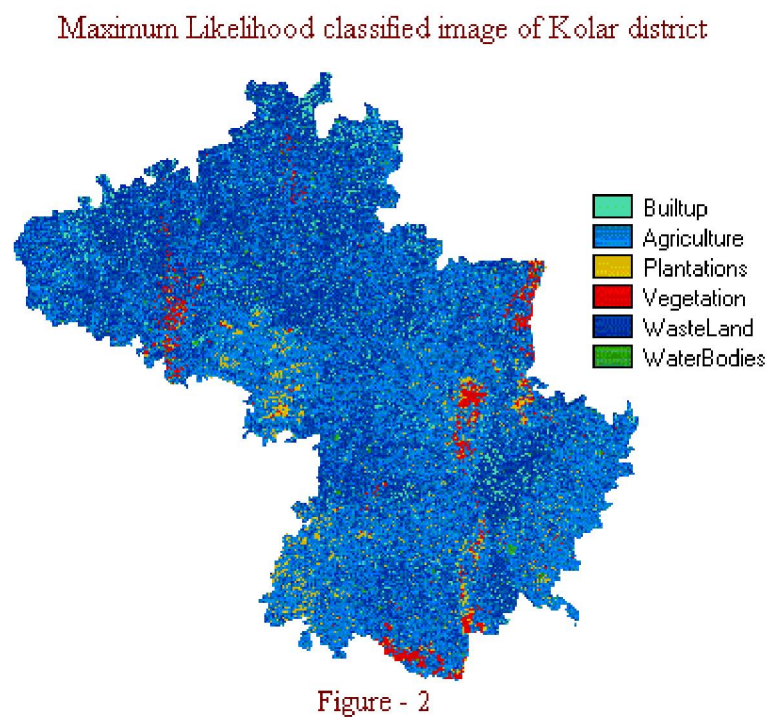 Maximum Likelihood classified image of Kolar district
Builtup
Agriculture
Plantations
Vegetation
WasteLand
WaterBodies
Figure - 2